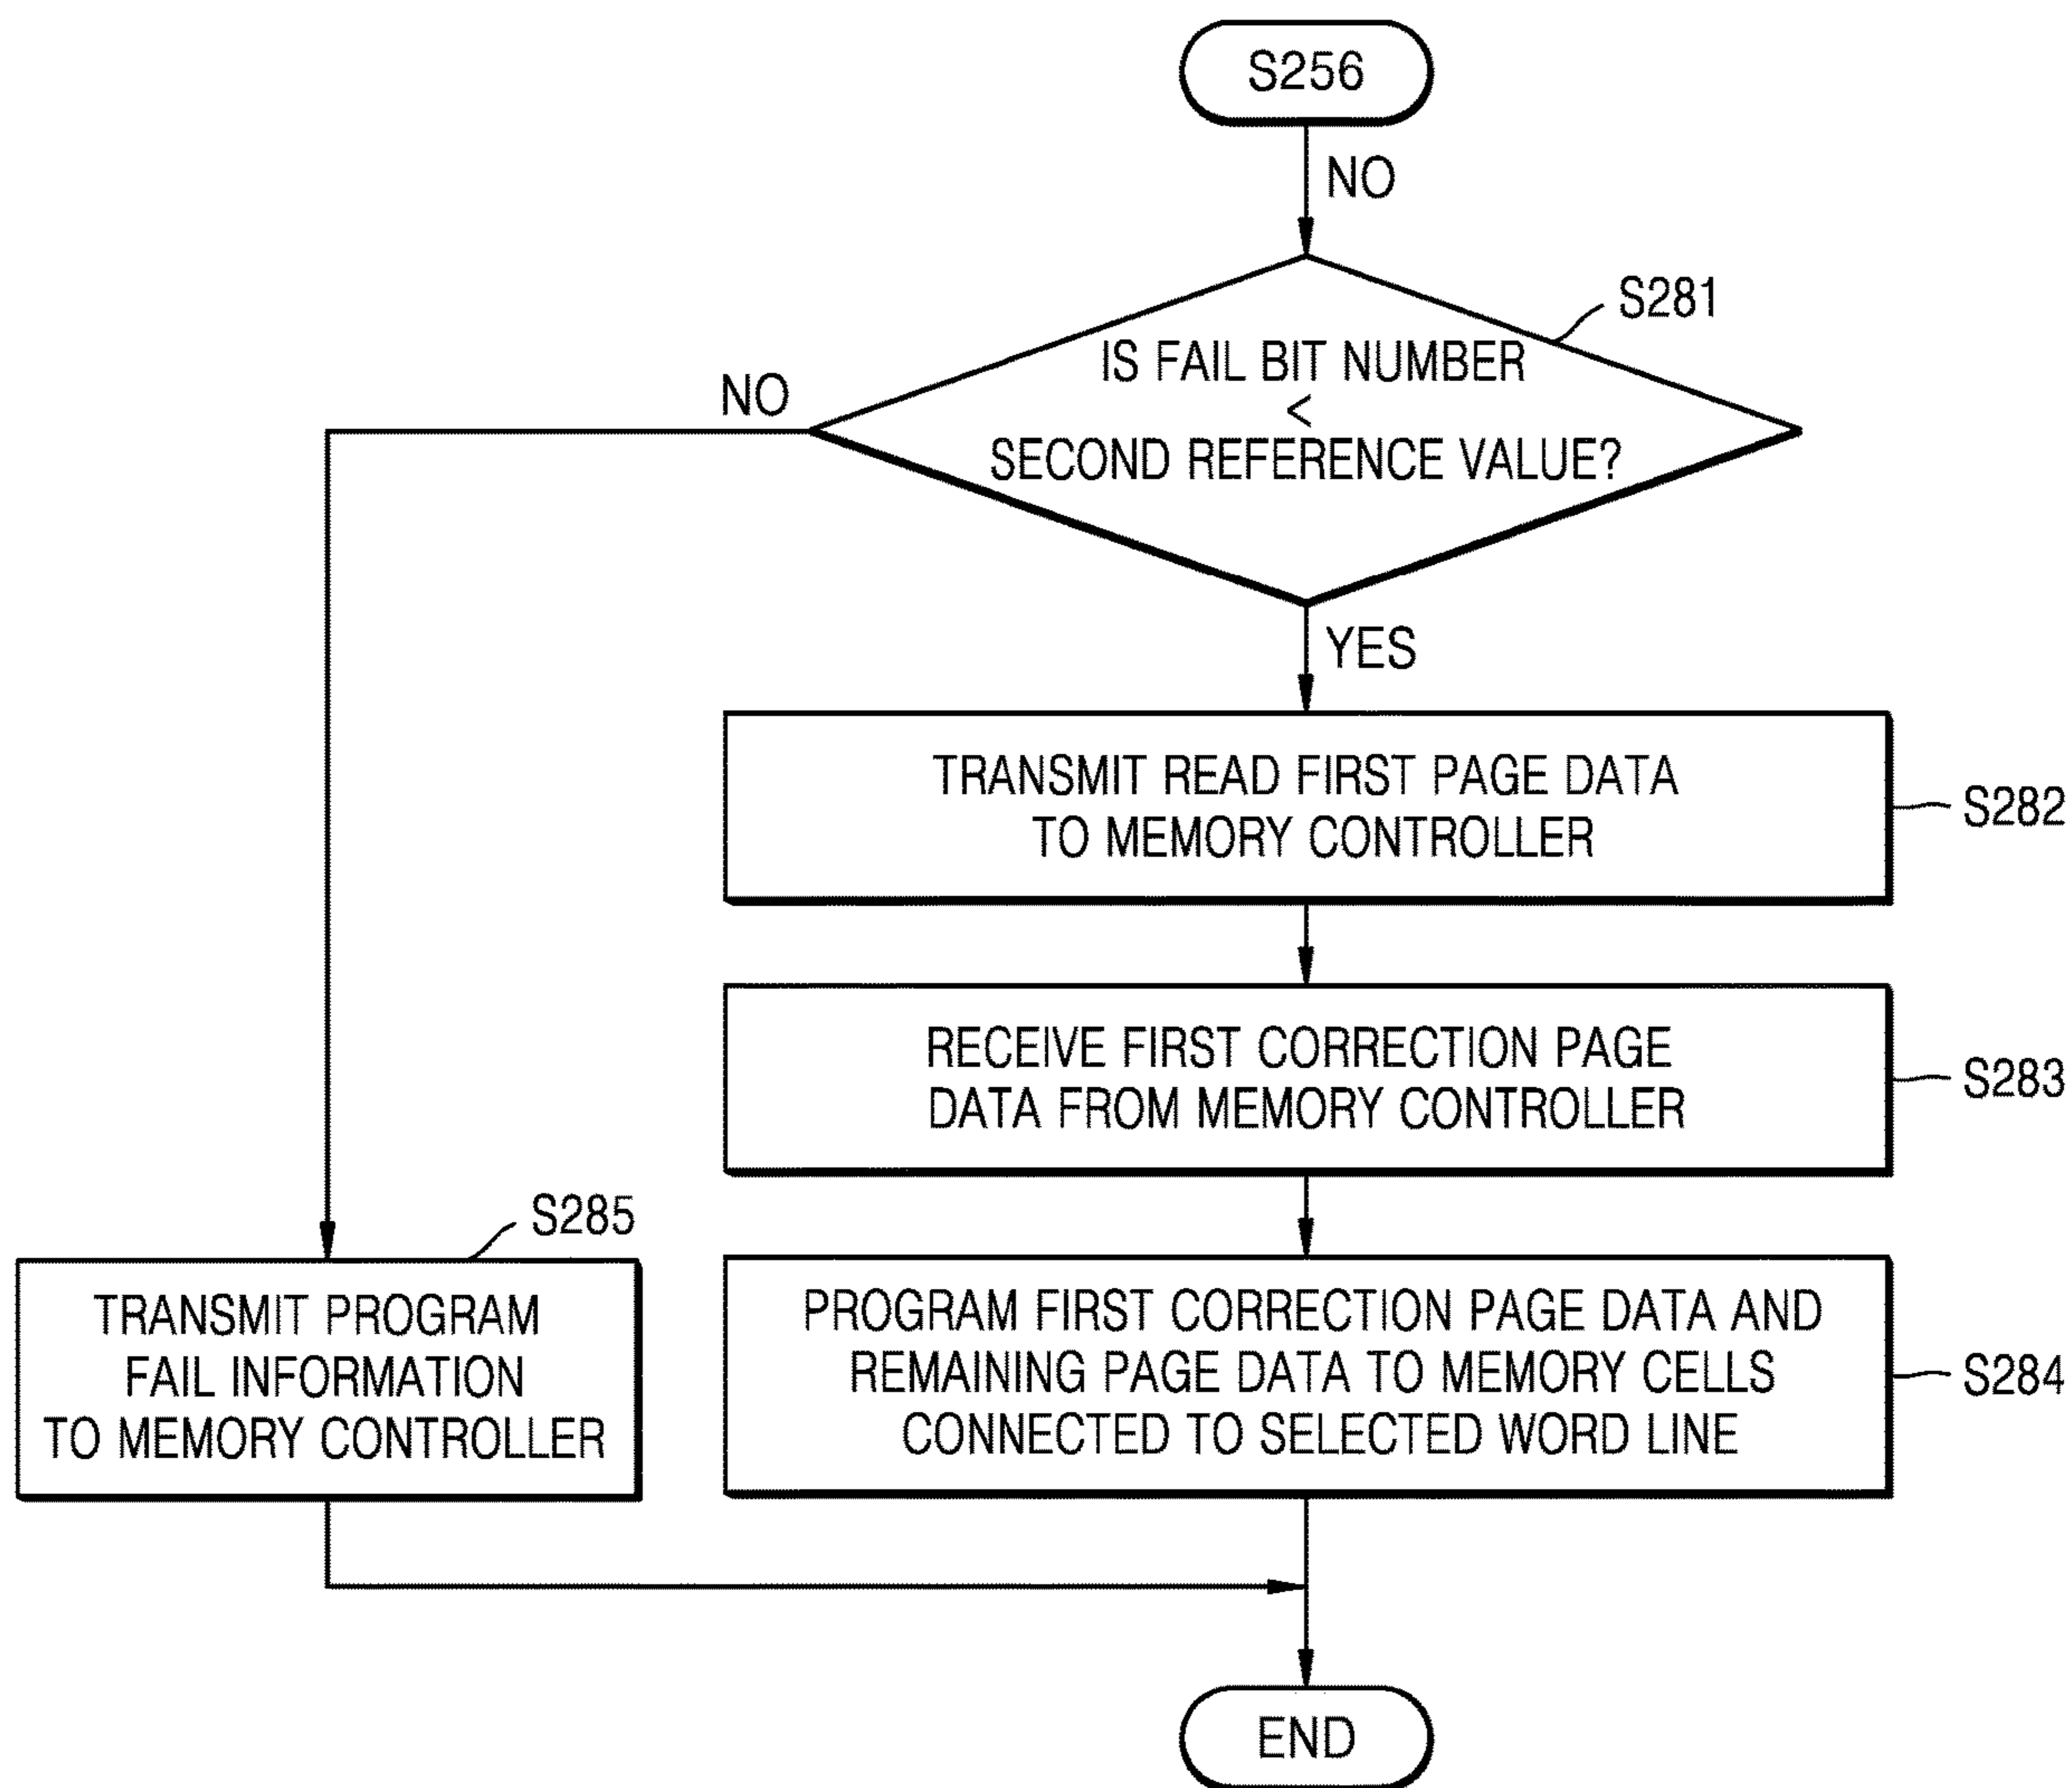 S256
NO
S281
IS FAIL BIT NUMBER
<
SECOND REFERENCE VALUE?
NO
YES
TRANSMIT READ FIRST PAGE DATA
TO MEMORY CONTROLLER
S282
RECEIVE FIRST CORRECTION PAGE
DATA FROM MEMORY CONTROLLER
S283
S285
TRANSMIT PROGRAM
FAIL INFORMATION
TO MEMORY CONTROLLER
PROGRAM FIRST CORRECTION PAGE DATA AND
REMAINING PAGE DATA TO MEMORY CELLS
CONNECTED TO SELECTED WORD LINE
S284
END